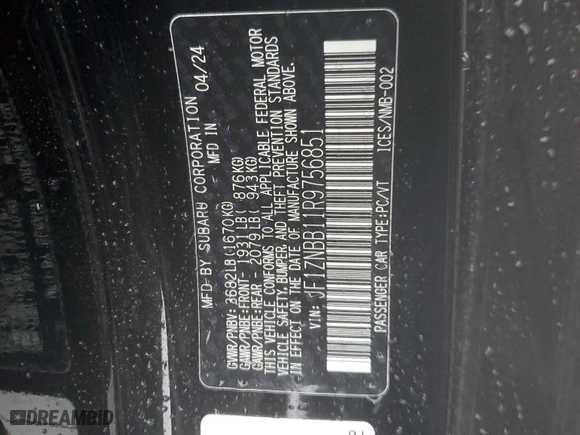 MFD·BY SUBARU CORPORATION
MFD IN 04/24
GVWR/PNBV: 3682LB(1670KG)
GAWR/PNBE:FRONT-1931LB( 876KG)
GAWR/PNBE:REAR -2079LB( 943KG)
THIS VEHICLE CONFORMS TO ALL APPLICABLE FEDERAL MOTOR
VEHICLE SAFETY, BUMPER, AND THEFT PREVENTION STANDARDS
IN EFFECT ON THE DATE OF MANUFACTURE SHOWN ABOVE.
VIN: JF1ZNBB11R9756851
PASSENGER CAR TYPE:PC/VT ICES/NMB-002
DREAMBID